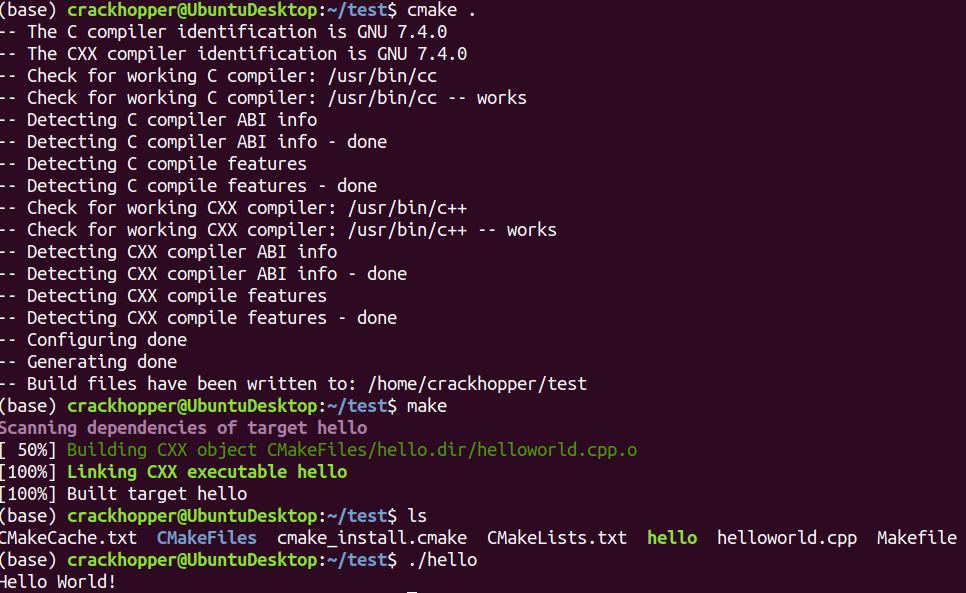 (base) crackhopper@UbuntuDesktop:~/test$ cmake .
-- The C compiler identification is GNU 7.4.0
-- The CXX compiler identification is GNU 7.4.0
-- Check for working C compiler: /usr/bin/cc
-- Check for working C compiler: /usr/bin/cc -- works
-- Detecting C compiler ABI info
-- Detecting C compiler ABI info - done
-- Detecting C compile features
-- Detecting C compile features - done
-- Check for working CXX compiler: /usr/bin/c++
-- Check for working CXX compiler: /usr/bin/c++ -- works
-- Detecting CXX compiler ABI info
-- Detecting CXX compiler ABI info - done
-- Detecting CXX compile features
-- Detecting CXX compile features - done
-- Configuring done
-- Generating done
-- Build files have been written to: /home/crackhopper/test
(base) crackhopper@UbuntuDesktop:~/test$ make
Scanning dependencies of target hello
[ 50%] Building CXX object CMakeFiles/hello.dir/helloworld.cpp.o
[100%] Linking CXX executable hello
[100%] Built target hello
(base) crackhopper@UbuntuDesktop:~/test$ ls
CMakeCache.txt  CMakeFiles  cmake_install.cmake  CMakeLists.txt  hello  helloworld.cpp  Makefile
(base) crackhopper@UbuntuDesktop:~/test$ ./hello
Hello World!